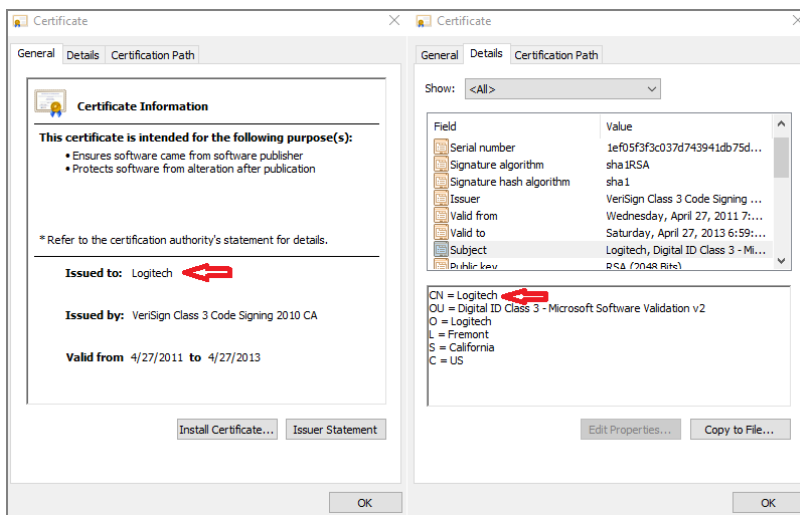 Certificate
General Details Certification Path
Certificate Information
This certificate is intended for the following purpose(s):
• Ensures software came from software publisher
• Protects software from alteration after publication
* Refer to the certification authority's statement for details.
Issued to: Logitech
Issued by: VeriSign Class 3 Code Signing 2010 CA
Valid from 4/27/2011 to 4/27/2013
Install Certificate... Issuer Statement
OK
Certificate
General Details Certification Path
Show: <All>
Field Value
Serial number 1ef05f3f3c037d743941db75d...
Signature algorithm sha1RSA
Signature hash algorithm sha1
Issuer VeriSign Class 3 Code Signing ...
Valid from Wednesday, April 27, 2011 7:...
Valid to Saturday, April 27, 2013 6:59:...
Subject Logitech, Digital ID Class 3 - Mi...
Public key RSA (2048 Bits)
CN = Logitech
OU = Digital ID Class 3 - Microsoft Software Validation v2
O = Logitech
L = Fremont
S = California
C = US
Edit Properties... Copy to File...
OK